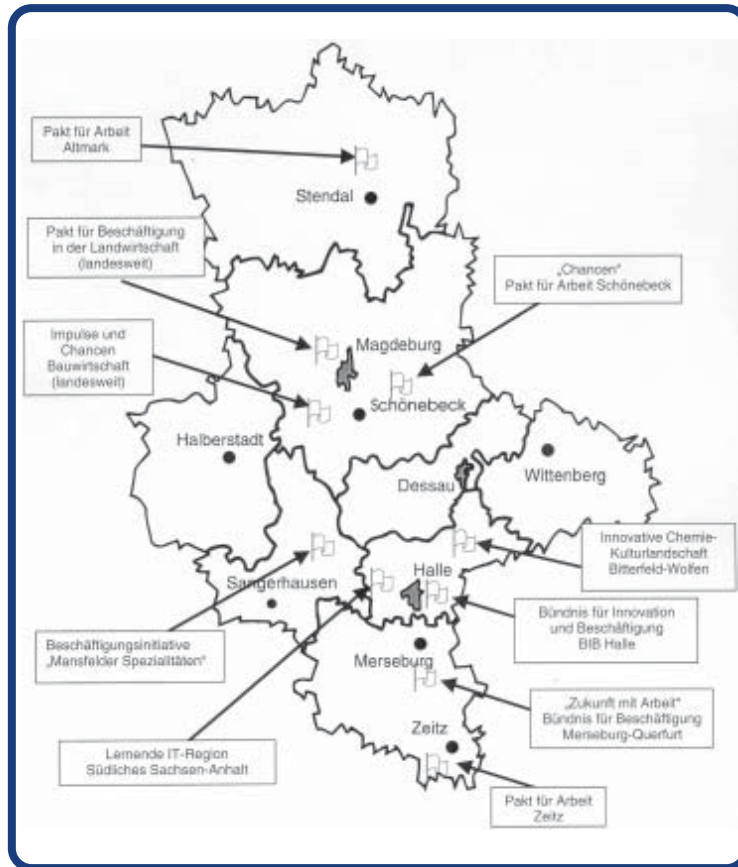 Pakt für Arbeit
Altmark
Stendal
Pakt für Beschäftigung
in der Landwirtschaft
(landesweit)
„Chancen“
Pakt für Arbeit Schönebeck
Impulse und
Chancen
Bauwirtschaft
(landesweit)
Magdeburg
Schönebeck
Halberstadt
Wittenberg
Dessau
Innovative Chemie-
Kulturlandschaft
Bitterfeld-Wolfen
Halle
Sangerhausen
Bündnis für Innovation
und Beschäftigung
BIB Halle
Beschäftigungsinitiative
„Mansfelder Spezialitäten“
Merseburg
„Zukunft mit Arbeit“
Bündnis für Beschäftigung
Merseburg-Querfurt
Zeitz
Lernende IT-Region
Südliches Sachsen-Anhalt
Pakt für Arbeit
Zeitz